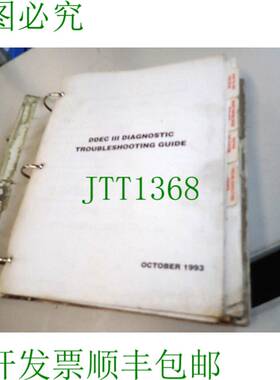 图必究
DDEC III DIAGNOSTIC
TROUBLESHOOTING GUIDE
JTT1368
OCTOBER 1993
开发票顺丰包邮